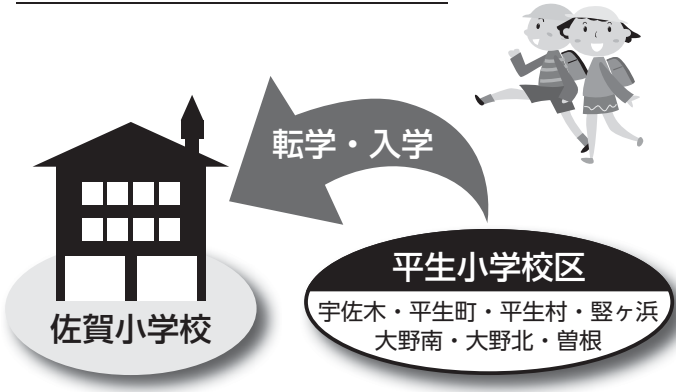 転学・入学
平生小学校区
宇佐木・平生町・平生村・竪ヶ浜
大野南・大野北・曽根
佐賀小学校